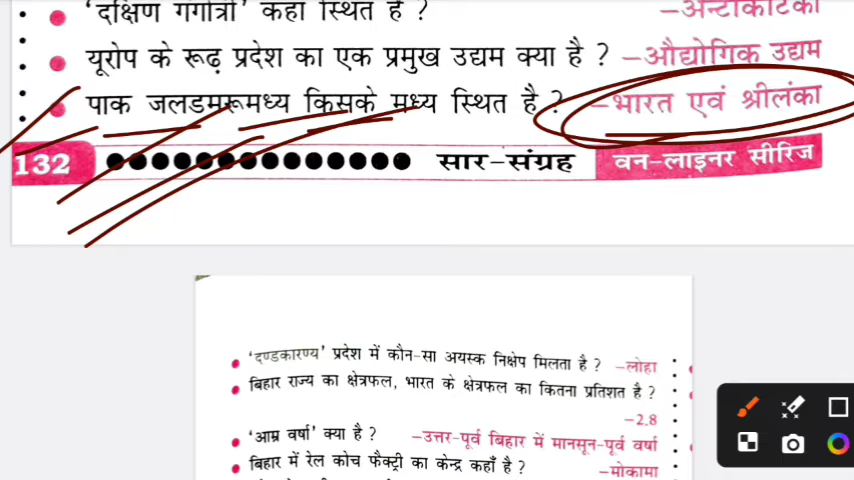 'दक्षिण गंगोत्री' कहाँ स्थित है ? –अन्टार्कटिका
यूरोप के रूढ़ प्रदेश का एक प्रमुख उद्यम क्या है ? –औद्योगिक उद्यम
पाक जलडमरूमध्य किसके मध्य स्थित है ? –भारत एवं श्रीलंका
132 सार-संग्रह वन-लाइनर सीरिज
'दण्डकारण्य' प्रदेश में कौन-सा अयस्क निक्षेप मिलता है ? –लोहा
बिहार राज्य का क्षेत्रफल, भारत के क्षेत्रफल का कितना प्रतिशत है ?
–2.8
'आम्र वर्षा' क्या है ? –उत्तर-पूर्व बिहार में मानसून-पूर्व वर्षा
बिहार में रेल कोच फैक्ट्री का केन्द्र कहाँ है ? –मोकामा